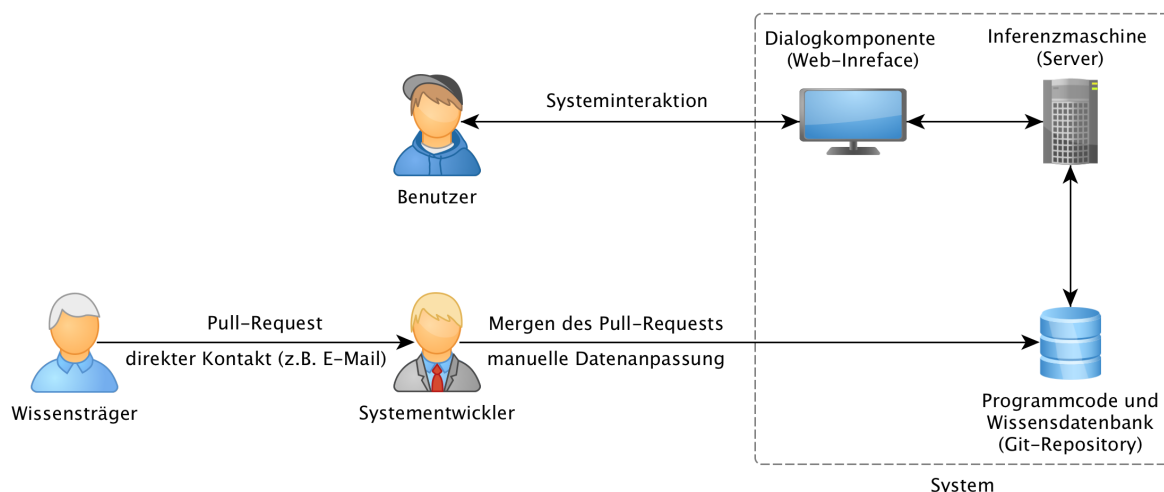 Dialogkomponente
(Web-Inreface)
Inferenzmaschine
(Server)
Systeminteraktion
Benutzer
Pull-Request
direkter Kontakt (z.B. E-Mail)
Mergen des Pull-Requests
manuelle Datenanpassung
Wissensträger
Systementwickler
Programmcode und
Wissensdatenbank
(Git-Repository)
System